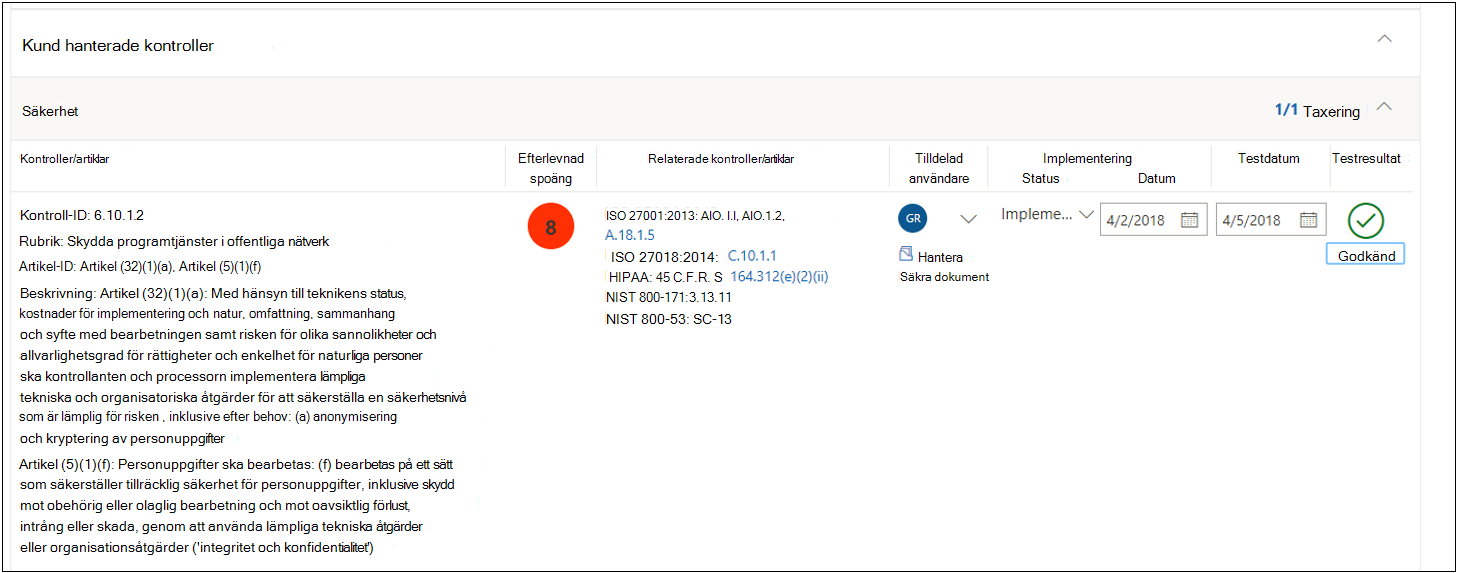 Kund hanterade kontroller
Säkerhet
1/1 Taxering
Kontroller/artiklar
Efterlevnad
spoäng
Relaterade kontroller/artiklar
Tilldelad
användare
Implementering
Status Datum
Testdatum
Testresultat
Kontroll-ID: 6.10.1.2
Rubrik: Skydda programtjänster i offentliga nätverk
Artikel-ID: Artikel (32)(1)(a), Artikel (5)(1)(f)
Beskrivning: Artikel (32)(1)(a): Med hänsyn till teknikens status,
kostnader för implementering och natur, omfattning, sammanhang
och syfte med bearbetningen samt risken för olika sannolikheter och
allvarlighetsgrad för rättigheter och enkelhet för naturliga personer
ska kontrollanten och processorn implementera lämpliga
tekniska och organisatoriska åtgärder för att säkerställa en säkerhetsnivå
som är lämplig för risken , inklusive efter behov: (a) anonymisering
och kryptering av personuppgifter
Artikel (5)(1)(f): Personuppgifter ska bearbetas: (f) bearbetas på ett sätt
som säkerställer tillräcklig säkerhet för personuppgifter, inklusive skydd
mot obehörig eller olaglig bearbetning och mot oavsiktlig förlust,
intrång eller skada, genom att använda lämpliga tekniska åtgärder
eller organisationsåtgärder ('integritet och konfidentialitet')
8
ISO 27001:2013: AIO. I.I, AIO.1.2,
A.18.1.5
ISO 27018:2014: C.10.1.1
HIPAA: 45 C.F.R. S 164.312(e)(2)(ii)
NIST 800-171:3.13.11
NIST 800-53: SC-13
GR
Hantera
Säkra dokument
Impleme...
4/2/2018
4/5/2018
Godkänd